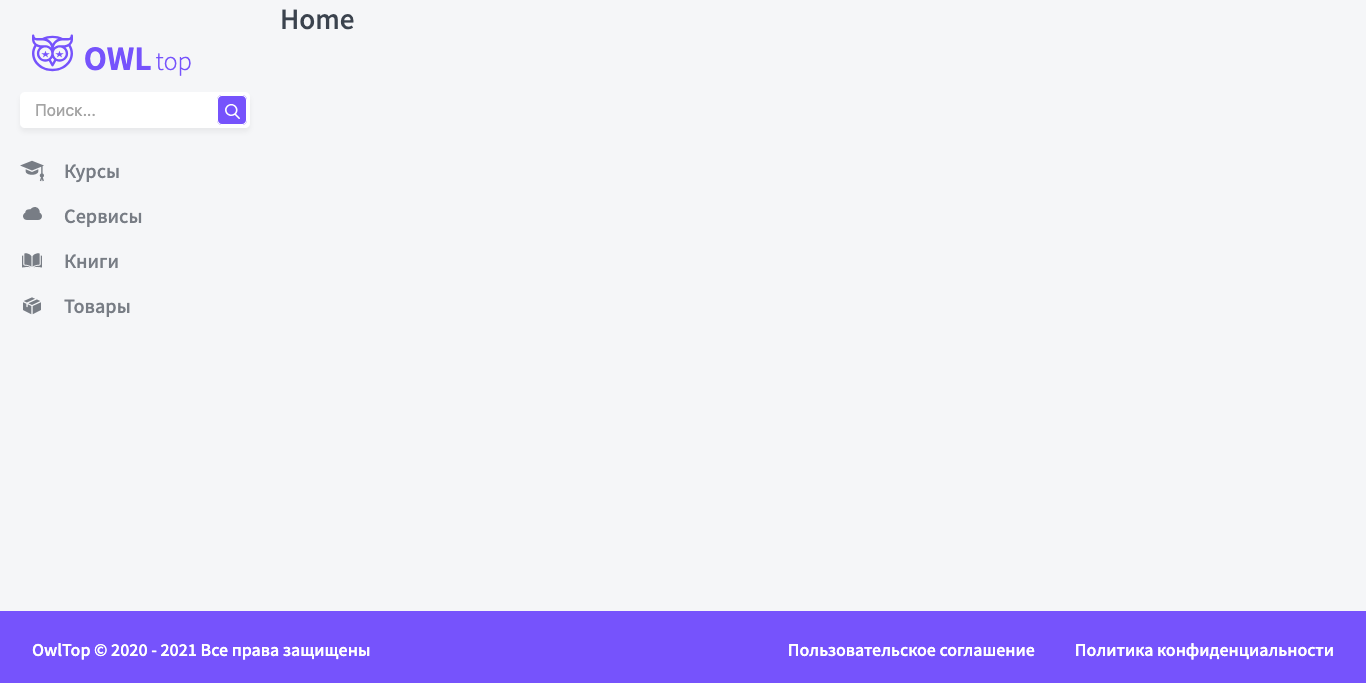 OWL top
Home
Поиск...
Курсы
Сервисы
Книги
Товары
OwlTop © 2020 - 2021 Все права защищены
Пользовательское соглашение
Политика конфиденциальности